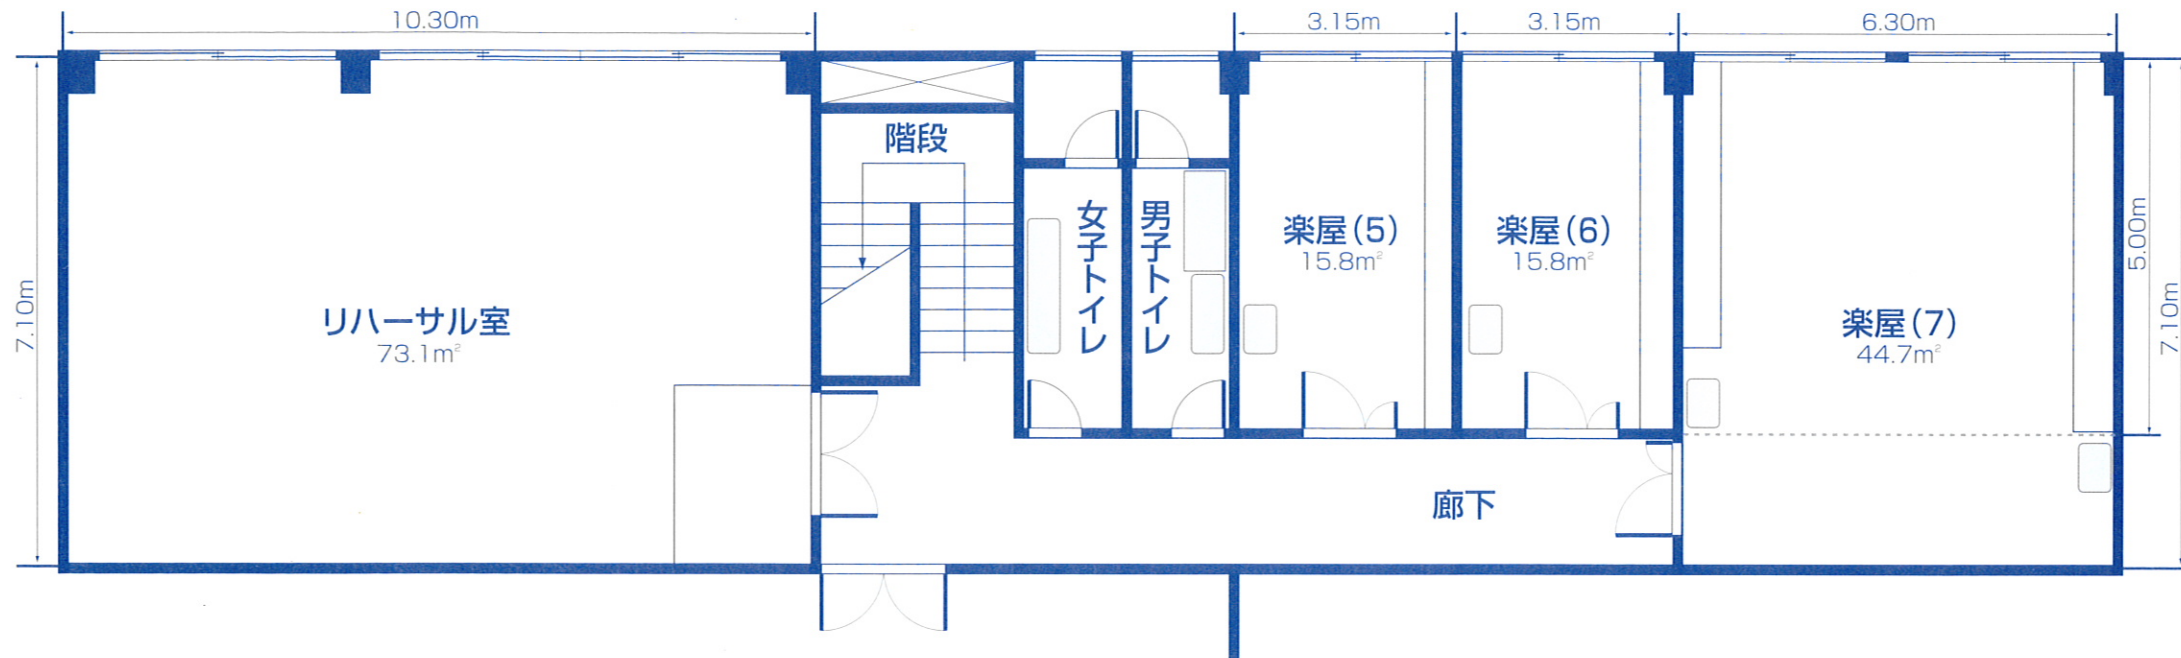 10.30m
3.15m
3.15m
6.30m
階段
女子トイレ
男子トイレ
楽屋(5)
15.8m²
楽屋(6)
15.8m²
5.00m
7.10m
7.10m
リハーサル室
73.1m²
楽屋(7)
44.7m²
廊下